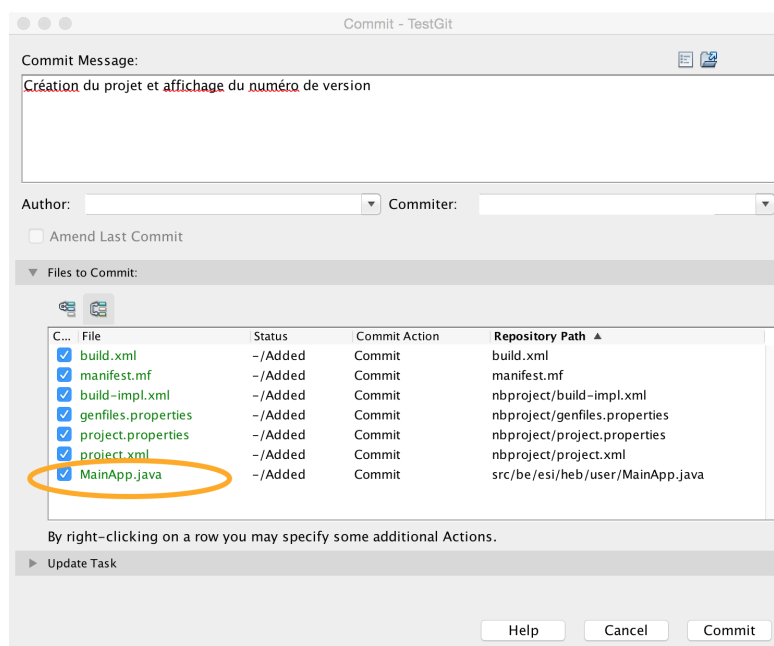 Commit - TestGit
Commit Message:
Création du projet et affichage du numéro de version
Author: Commiter:
Amend Last Commit
Files to Commit:
C... File Status Commit Action Repository Path
build.xml -/Added Commit build.xml
manifest.mf -/Added Commit manifest.mf
build-impl.xml -/Added Commit nbproject/build-impl.xml
genfiles.properties -/Added Commit nbproject/genfiles.properties
project.properties -/Added Commit nbproject/project.properties
project.xml -/Added Commit nbproject/project.xml
MainApp.java -/Added Commit src/be/esi/heb/user/MainApp.java
By right-clicking on a row you may specify some additional Actions.
Update Task
Help Cancel Commit